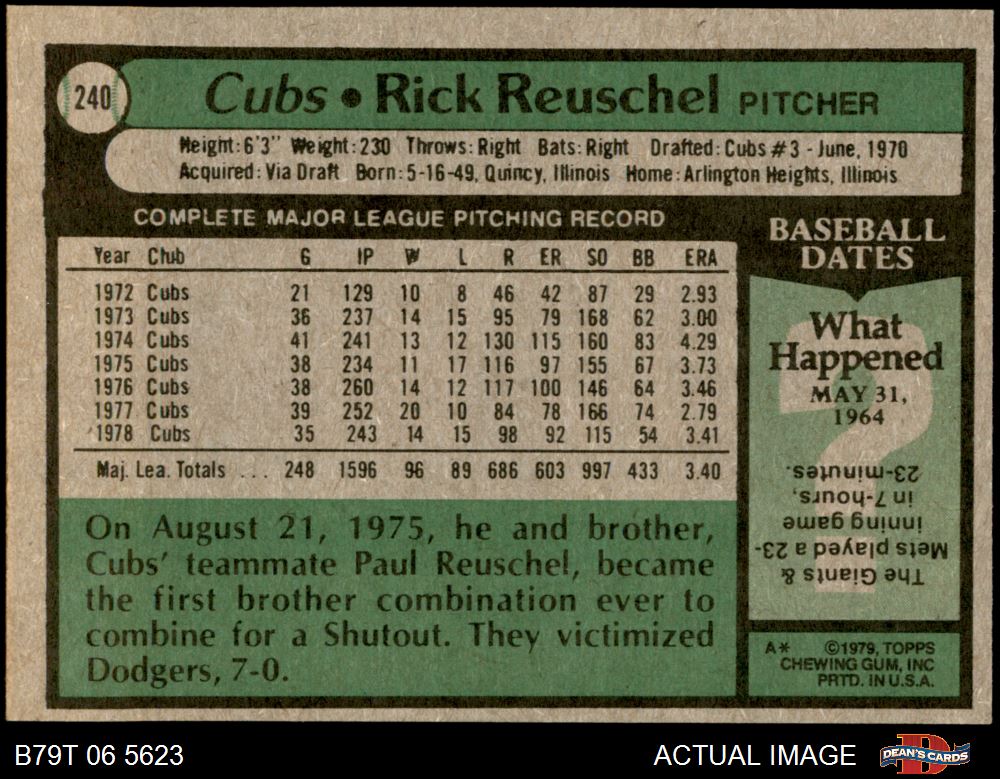 240
Cubs • Rick Reuschel PITCHER
Height: 6'3" Weight: 230 Throws: Right Bats: Right Drafted: Cubs #3 - June, 1970
Acquired: Via Draft Born: 5-16-49, Quincy, Illinois Home: Arlington Heights, Illinois
COMPLETE MAJOR LEAGUE PITCHING RECORD
Year Club G IP W L R ER SO BB ERA
1972 Cubs 21 129 10 8 46 42 87 29 2.93
1973 Cubs 36 237 14 15 95 79 168 62 3.00
1974 Cubs 41 241 13 12 130 115 160 83 4.29
1975 Cubs 38 234 11 17 116 97 155 67 3.73
1976 Cubs 38 260 14 12 117 100 146 64 3.46
1977 Cubs 39 252 20 10 84 78 166 74 2.79
1978 Cubs 35 243 14 15 98 92 115 54 3.41
Maj. Lea. Totals ... 248 1596 96 89 686 603 997 433 3.40
On August 21, 1975, he and brother,
Cubs' teammate Paul Reuschel, became
the first brother combination ever to
combine for a Shutout. They victimized
Dodgers, 7-0.
BASEBALL
DATES
What
Happened
MAY 31,
1964
The Giants &
Mets played a 23-
inning game
in 7-hours,
23-minutes.
A* ©1979, TOPPS
CHEWING GUM, INC
PRTD. IN U.S.A.
B79T 06 5623
ACTUAL IMAGE
DEAN'S CARDS